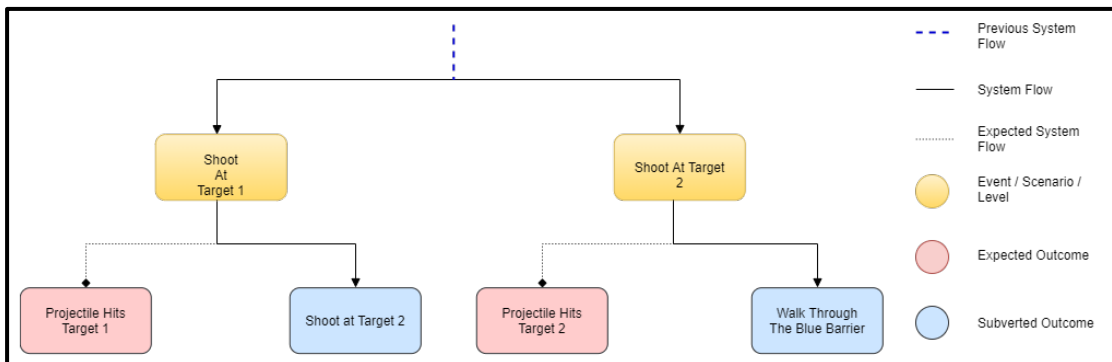 Previous System
Flow
System Flow
Expected System
Flow
Shoot
At
Target 1
Shoot At Target
2
Event / Scenario /
Level
Expected Outcome
Projectile Hits
Target 1
Shoot at Target 2
Projectile Hits
Target 2
Walk Through
The Blue Barrier
Subverted Outcome